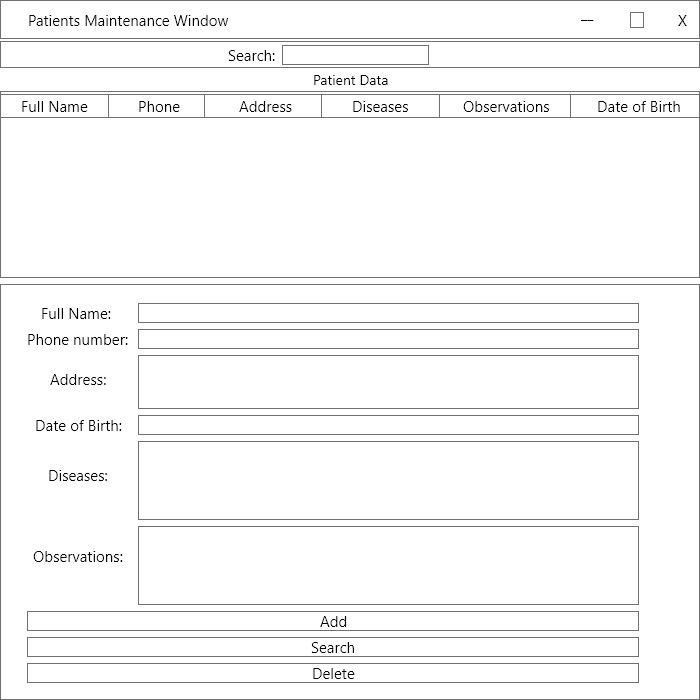 Patients Maintenance Window X
Search:
Patient Data
Full Name Phone Address Diseases Observations Date of Birth
Full Name:
Phone number:
Address:
Date of Birth:
Diseases:
Observations:
Add
Search
Delete